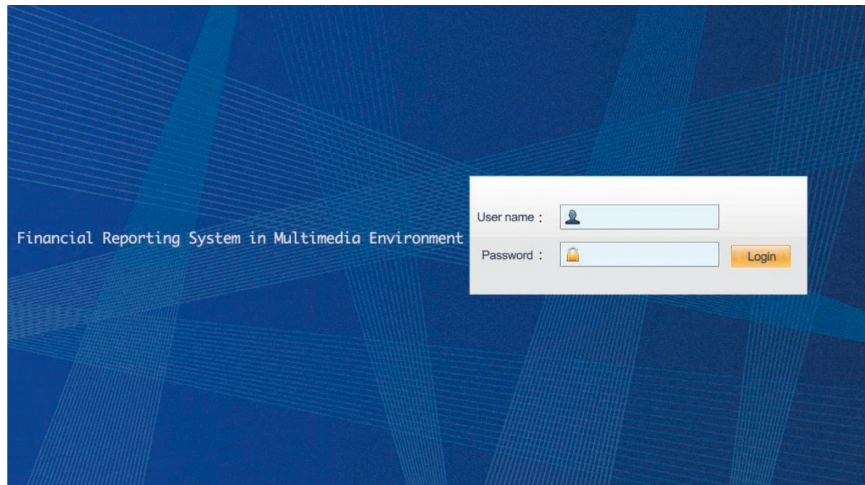 Financial Reporting System in Multimedia Environment
User name :
Password :
Login